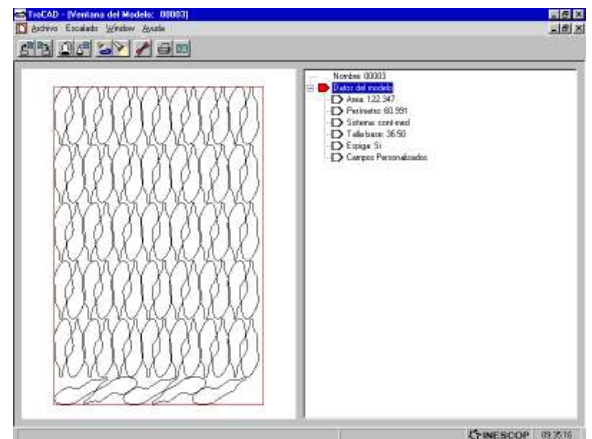 TroCAD - [Ventana del Modelo: 00003]
Archivo Escalado Window Ayuda
Nombre: 00003
Datos del modelo
Area: 122.347
Perímetro: 60.991
Sistema: cont-med
Talla base: 36.50
Espiga: Si
Campos Personalizados
INESCOP 09:35:16